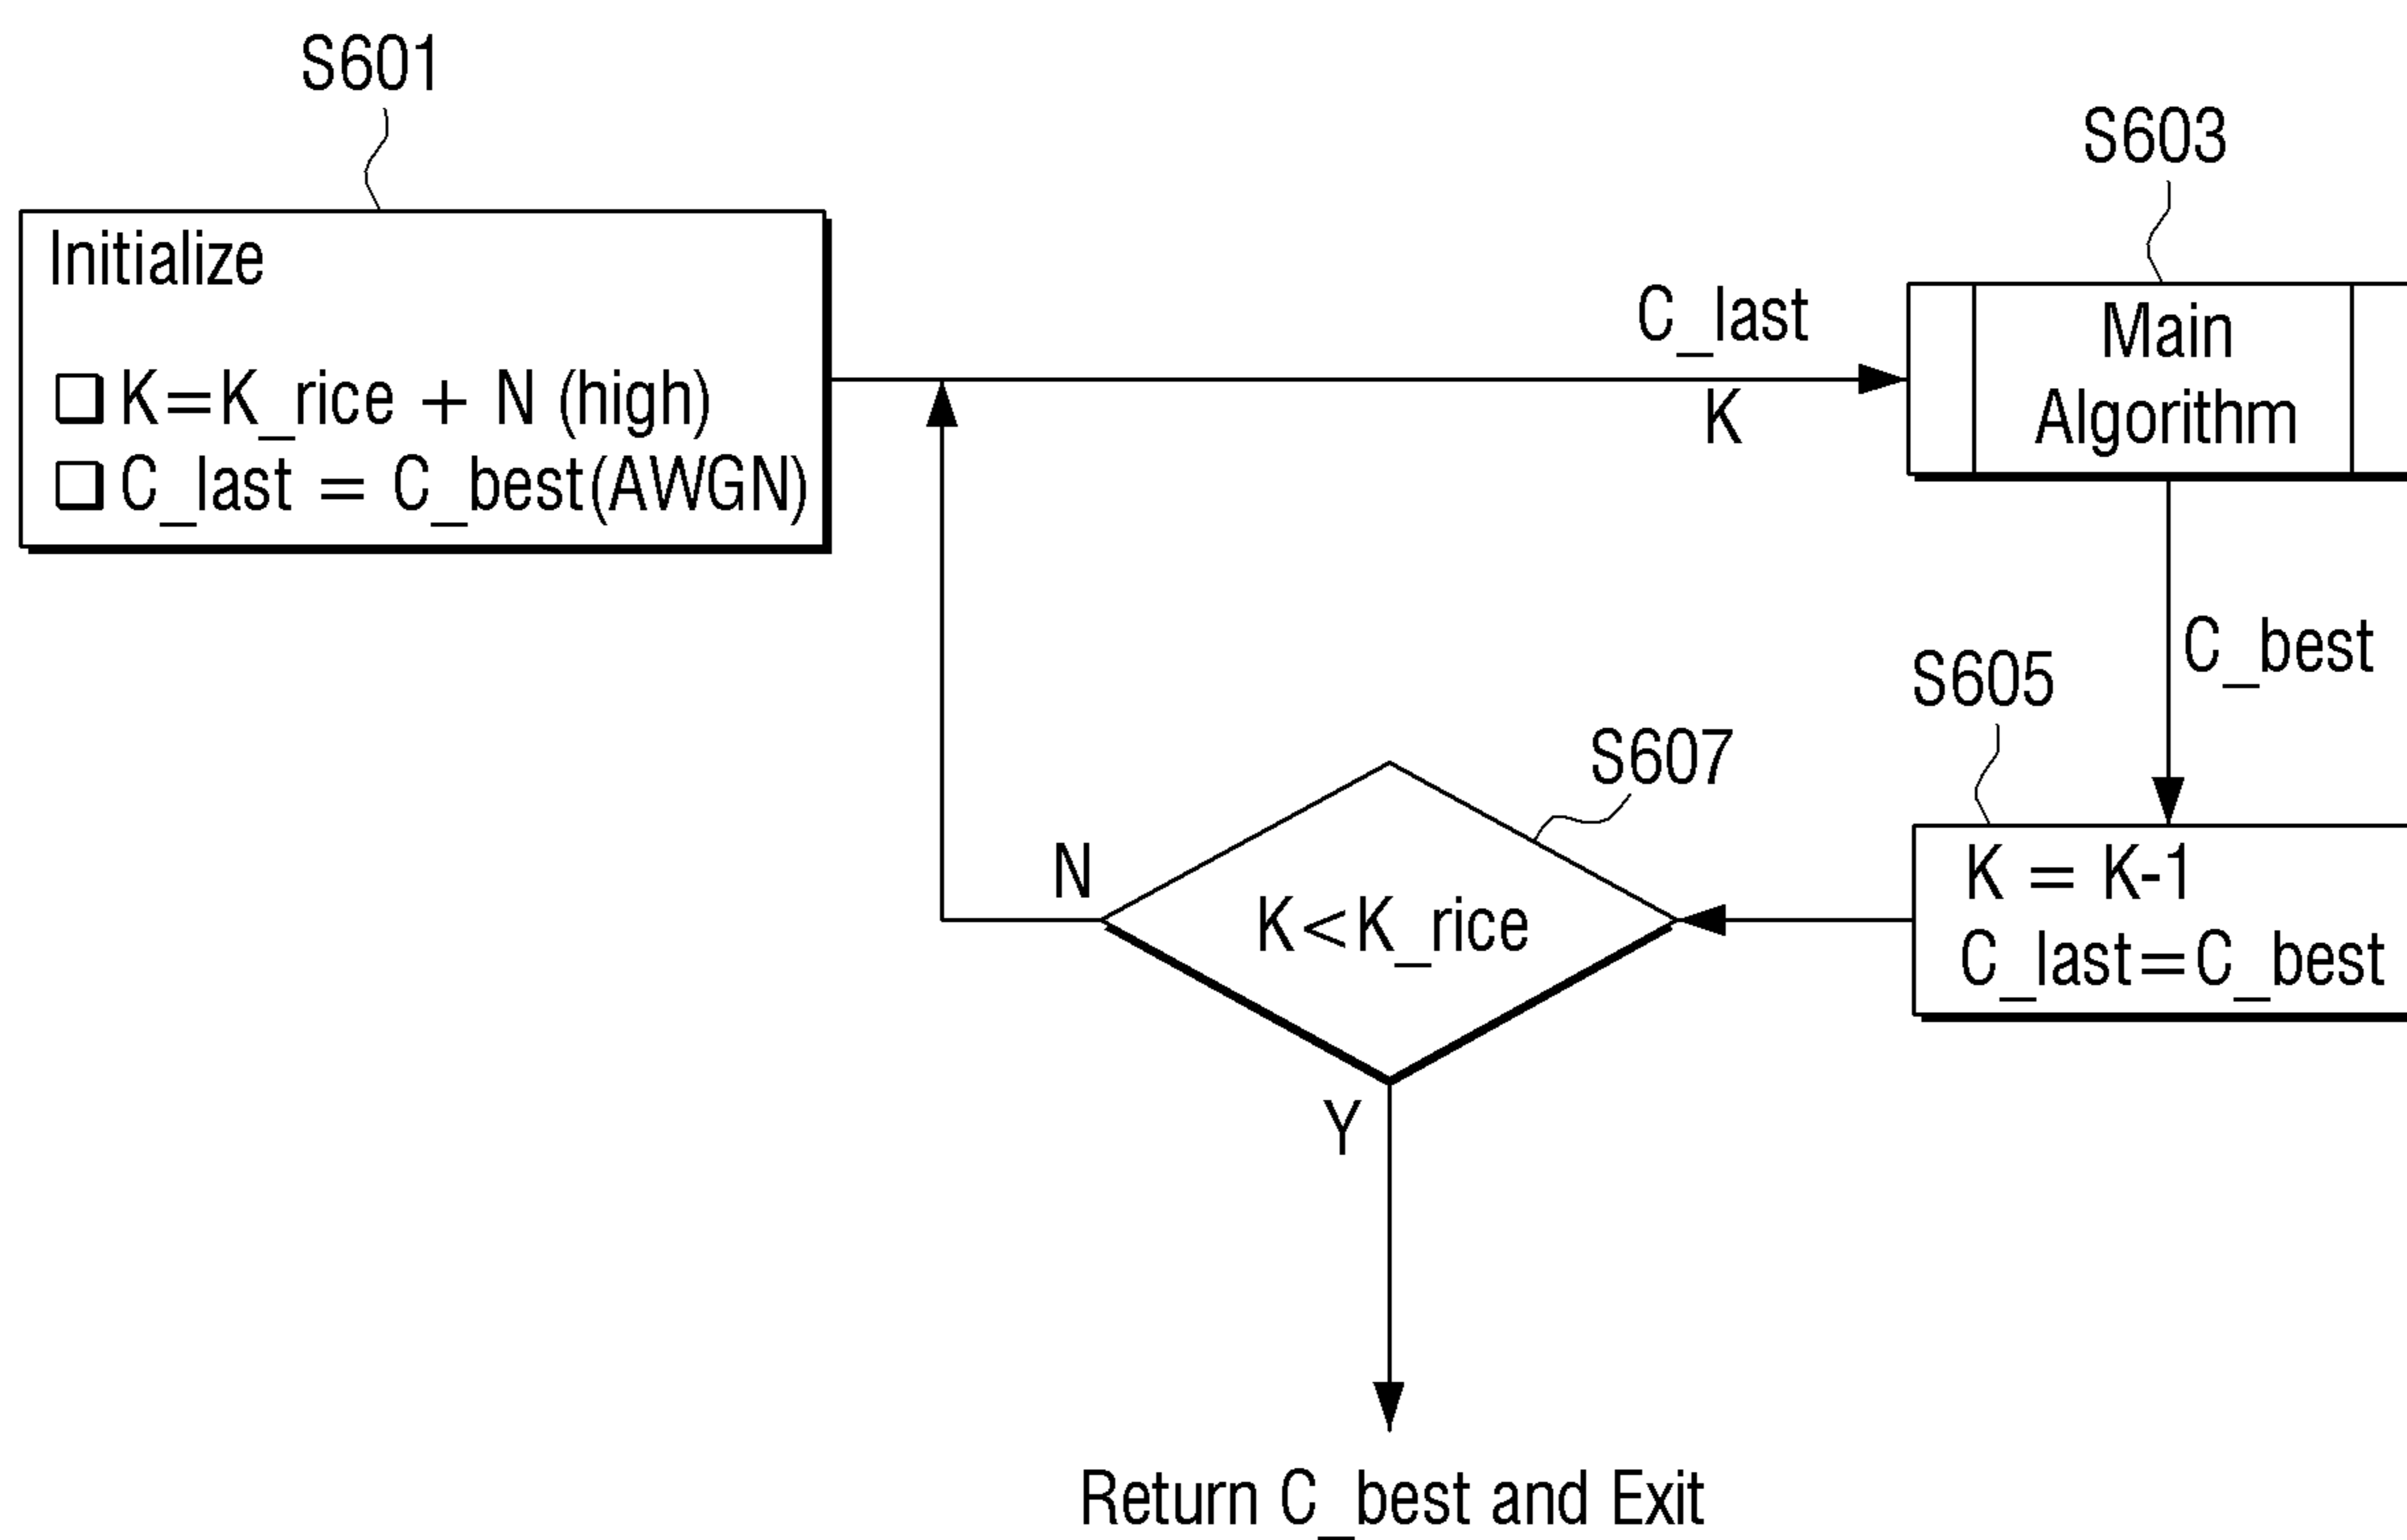 S601
Initialize
K=K_rice + N (high)
C_last = C_best(AWGN)
C_last
K
S603
Main
Algorithm
C_best
S605
K = K-1
C_last=C_best
S607
K<K_rice
N
Y
Return C_best and Exit